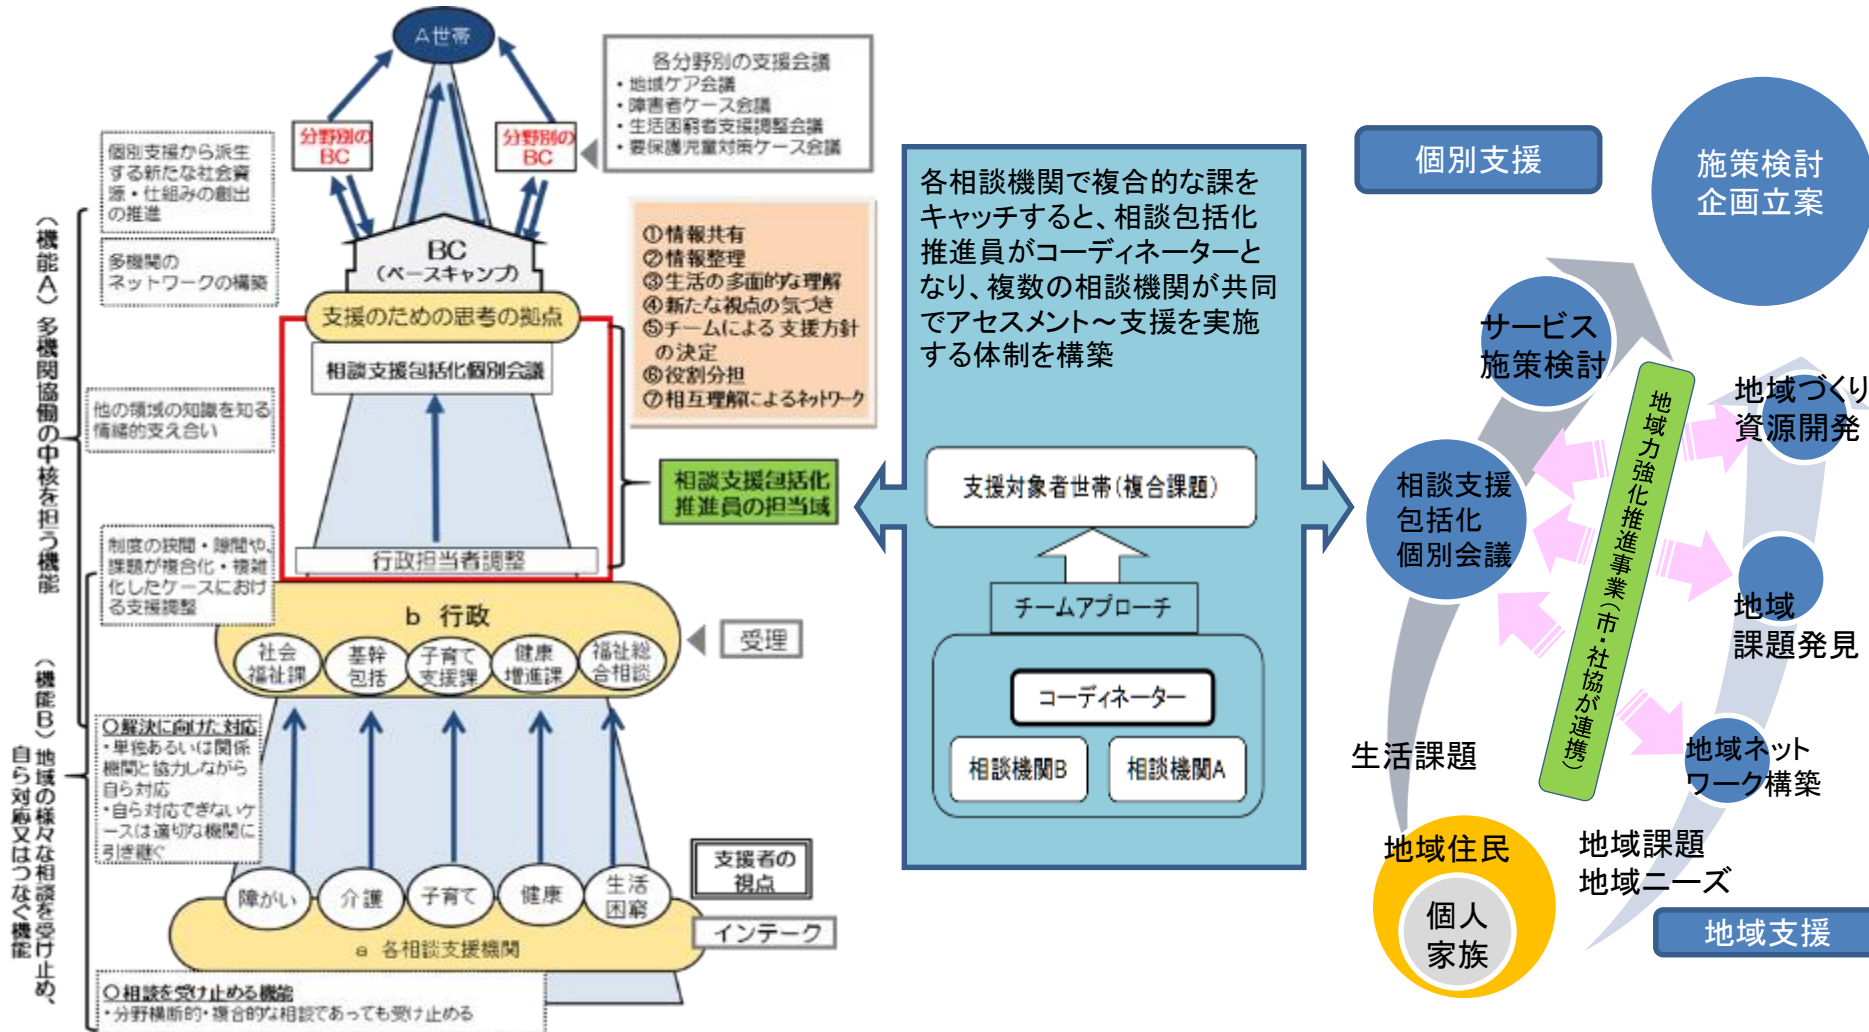 A世帯
各分野別の支援会議
・地域ケア会議
・障害者ケース会議
・生活困窮者支援調整会議
・要保護児童対策ケース会議
分野別の
BC
分野別の
BC
個別支援から派生
する新たな社会資
源・仕組みの創出
の推進
多機関の
ネットワークの構築
他の領域の知識を知る
情緒的支え合い
制度の狭間・隙間や、
課題が複合化・複雑
化したケースにおけ
る支援調整
(機能A)多機関協働の中核を担う機能
BC
(ベースキャンプ)
支援のための思考の拠点
相談支援包括化個別会議
行政担当者調整
①情報共有
②情報整理
③生活の多面的な理解
④新たな視点の気づき
⑤チームによる支援方針
の決定
⑥役割分担
⑦相互理解によるネットワーク
相談支援包括化
推進員の担当域
b 行政
社会
福祉課
基幹
包括
子育て
支援課
健康
増進課
福祉総
合相談
受理
(機能B)地域の様々な相談を受け止め、
自ら対応又はつなぐ機能
○解決に向けた対応
・単独あるいは関係
機関と協力しながら
自ら対応
・自ら対応できないケ
ースは適切な機関に
引き継ぐ
障がい
介護
子育て
健康
生活
困窮
a 各相談支援機関
支援者の
視点
インテーク
○相談を受け止める機能
・分野横断的・複合的な相談であっても受け止める
各相談機関で複合的な課を
キャッチすると、相談包括化
推進員がコーディネーターと
なり、複数の相談機関が共同
でアセスメント～支援を実施
する体制を構築
支援対象者世帯(複合課題)
チームアプローチ
コーディネーター
相談機関B
相談機関A
個別支援
施策検討
企画立案
サービス
施策検討
相談支援
包括化
個別会議
地域力強化推進事業(市・社協が連携)
地域づくり
資源開発
地域
課題発見
地域ネット
ワーク構築
生活課題
地域住民
個人
家族
地域課題
地域ニーズ
地域支援